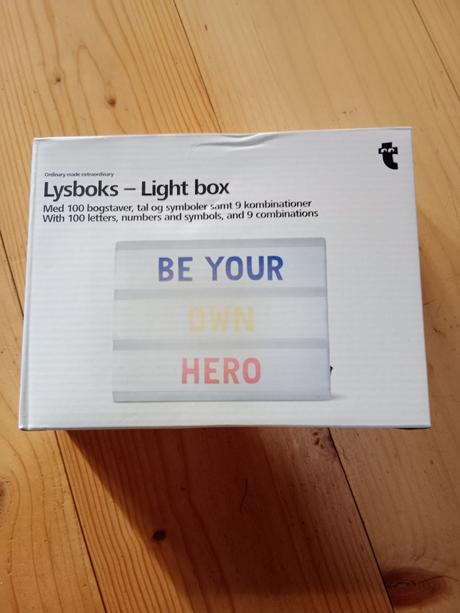 Ordinary made extraordinary
Lysboks – Light box
Med 100 bogstaver, tal og symboler samt 9 kombinationer
With 100 letters, numbers and symbols, and 9 combinations
BE YOUR
OWN
HERO